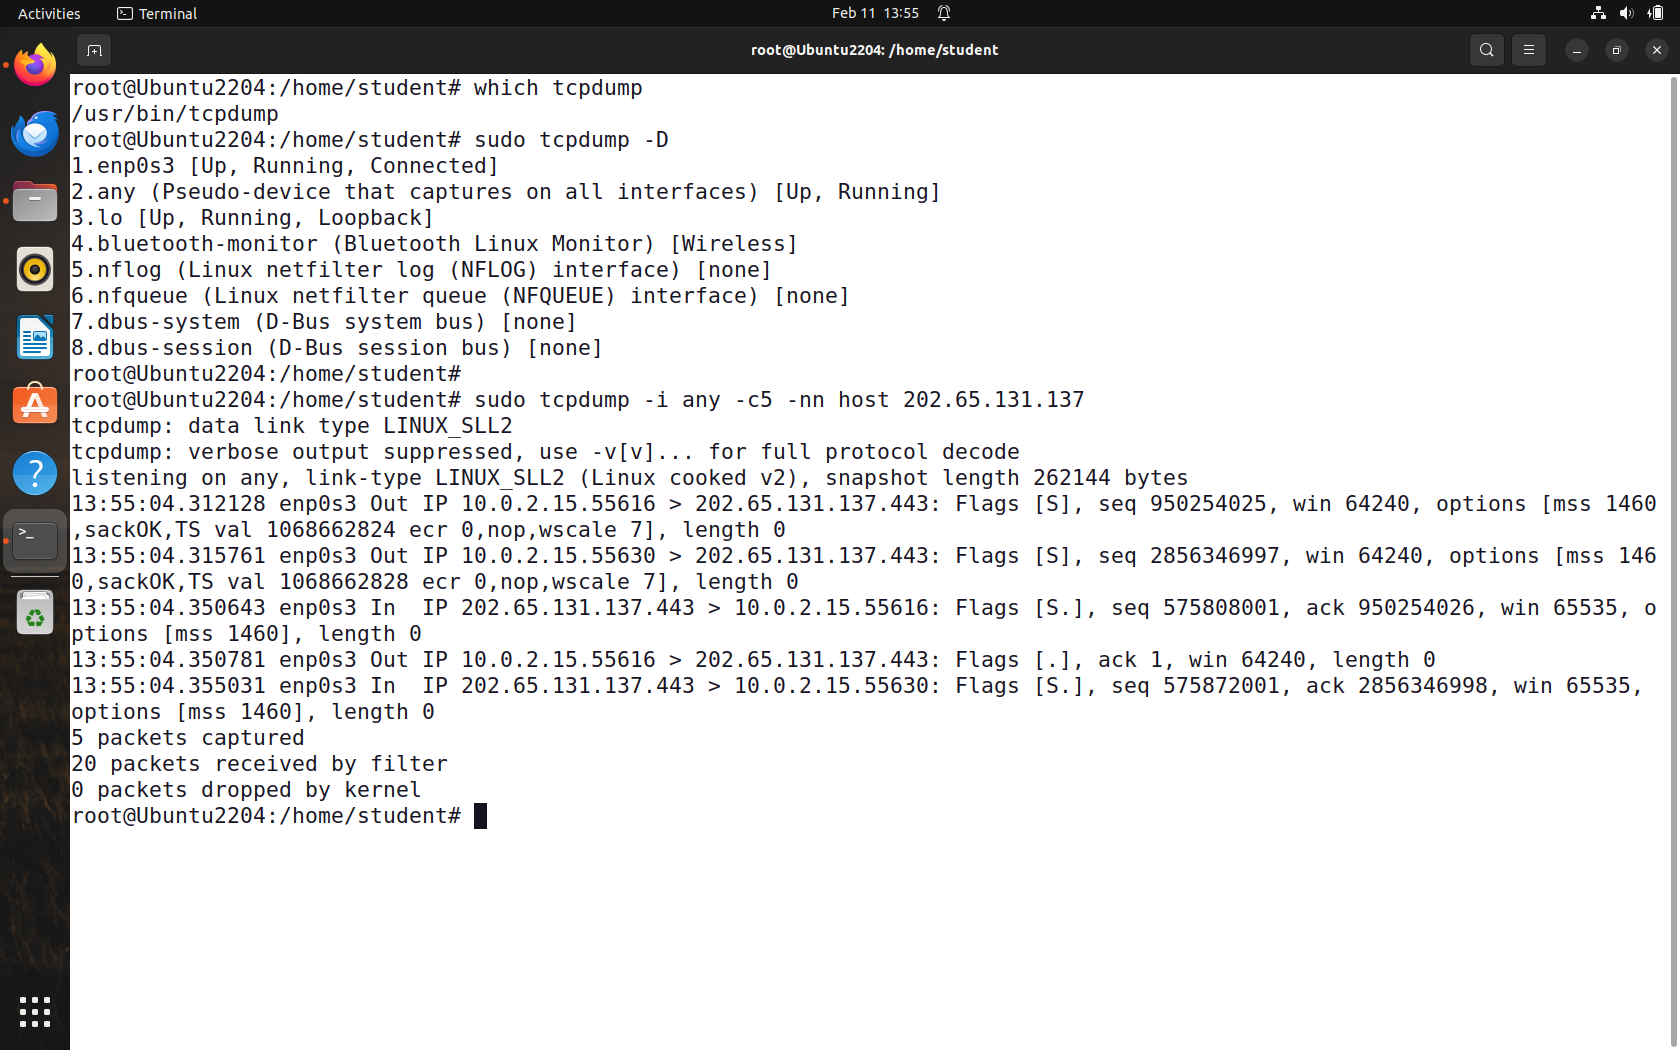 Activities
Terminal
Feb 11 13:55
root@Ubuntu2204: /home/student
root@Ubuntu2204:/home/student# which tcpdump
/usr/bin/tcpdump
root@Ubuntu2204:/home/student# sudo tcpdump -D
1.enp0s3 [Up, Running, Connected]
2.any (Pseudo-device that captures on all interfaces) [Up, Running]
3.lo [Up, Running, Loopback]
4.bluetooth-monitor (Bluetooth Linux Monitor) [Wireless]
5.nflog (Linux netfilter log (NFLOG) interface) [none]
6.nfqueue (Linux netfilter queue (NFQUEUE) interface) [none]
7.dbus-system (D-Bus system bus) [none]
8.dbus-session (D-Bus session bus) [none]
root@Ubuntu2204:/home/student#
root@Ubuntu2204:/home/student# sudo tcpdump -i any -c5 -nn host 202.65.131.137
tcpdump: data link type LINUX_SLL2
tcpdump: verbose output suppressed, use -v[v]... for full protocol decode
listening on any, link-type LINUX_SLL2 (Linux cooked v2), snapshot length 262144 bytes
13:55:04.312128 enp0s3 Out IP 10.0.2.15.55616 > 202.65.131.137.443: Flags [S], seq 950254025, win 64240, options [mss 1460
,sackOK,TS val 1068662824 ecr 0,nop,wscale 7], length 0
13:55:04.315761 enp0s3 Out IP 10.0.2.15.55630 > 202.65.131.137.443: Flags [S], seq 2856346997, win 64240, options [mss 146
0,sackOK,TS val 1068662828 ecr 0,nop,wscale 7], length 0
13:55:04.350643 enp0s3 In  IP 202.65.131.137.443 > 10.0.2.15.55616: Flags [S.], seq 575808001, ack 950254026, win 65535, o
ptions [mss 1460], length 0
13:55:04.350781 enp0s3 Out IP 10.0.2.15.55616 > 202.65.131.137.443: Flags [.], ack 1, win 64240, length 0
13:55:04.355031 enp0s3 In  IP 202.65.131.137.443 > 10.0.2.15.55630: Flags [S.], seq 575872001, ack 2856346998, win 65535,
options [mss 1460], length 0
5 packets captured
20 packets received by filter
0 packets dropped by kernel
root@Ubuntu2204:/home/student#